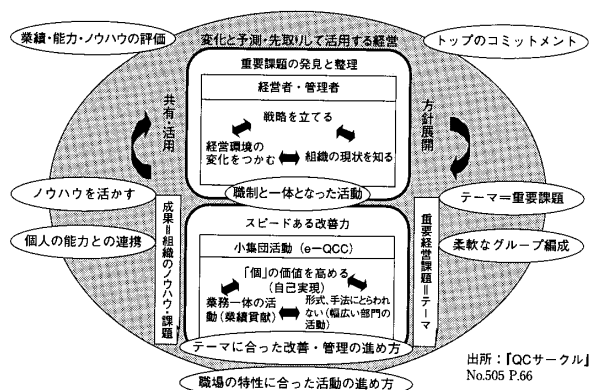 業績・能力・ノウハウの評価
変化と予測・先取りして活用する経営
トップのコミットメント
重要課題の発見と整理
経営者・管理者
戦略を立てる
経営環境の
変化をつかむ
組織の現状を知る
共有・活用
方針展開
職制と一体となった活動
ノウハウを活かす
テーマ＝重要課題
個人の能力との連携
柔軟なグループ編成
成果＝組織のノウハウ・課題
重要経営課題＝テーマ
スピードある改善力
小集団活動（e－QCC）
「個」の価値を高める
（自己実現）
業務一体の活
動（業績貢献）
形式、手法にとらわれ
ない（幅広い部門の
活動）
テーマに合った改善・管理の進め方
職場の特性に合った活動の進め方
出所：『QCサークル』
No.505 P.66